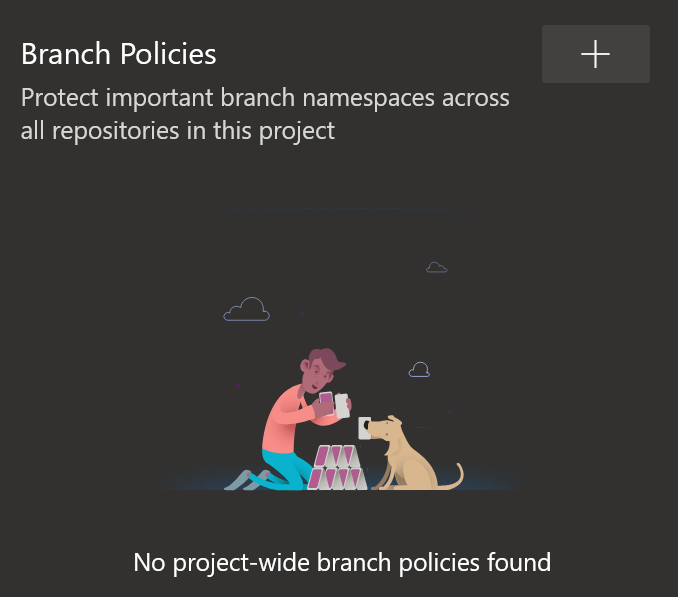 Branch Policies
Protect important branch namespaces across
all repositories in this project
No project-wide branch policies found